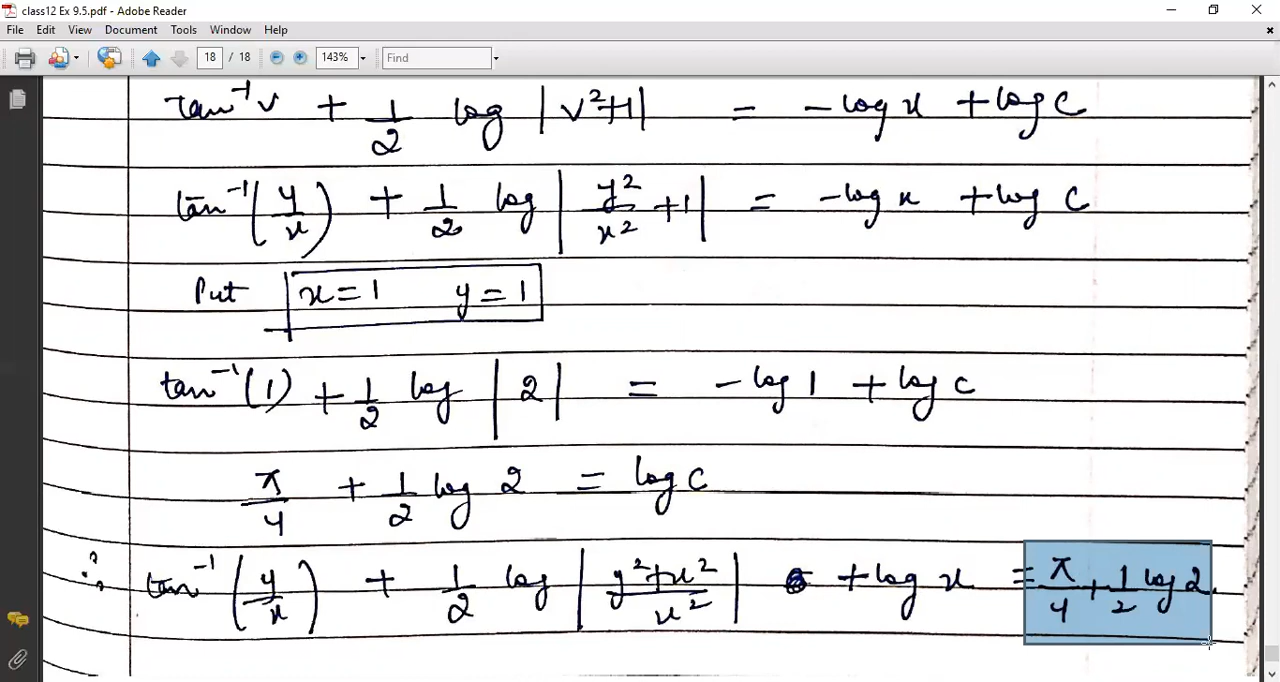 class12 Ex 9.5.pdf - Adobe Reader
File Edit View Document Tools Window Help
18 / 18 143% Find
tan⁻¹ v + 1/2 log |v²+1| = -log x + log C
tan⁻¹(y/x) + 1/2 log |y²/x² + 1| = -log x + log C
Put x=1 y=1
tan⁻¹(1) + 1/2 log |2| = -log 1 + log C
π/4 + 1/2 log 2 = log C
∴ tan⁻¹(y/x) + 1/2 log |(y²+x²)/x²| + log x = π/4 + 1/2 log 2.